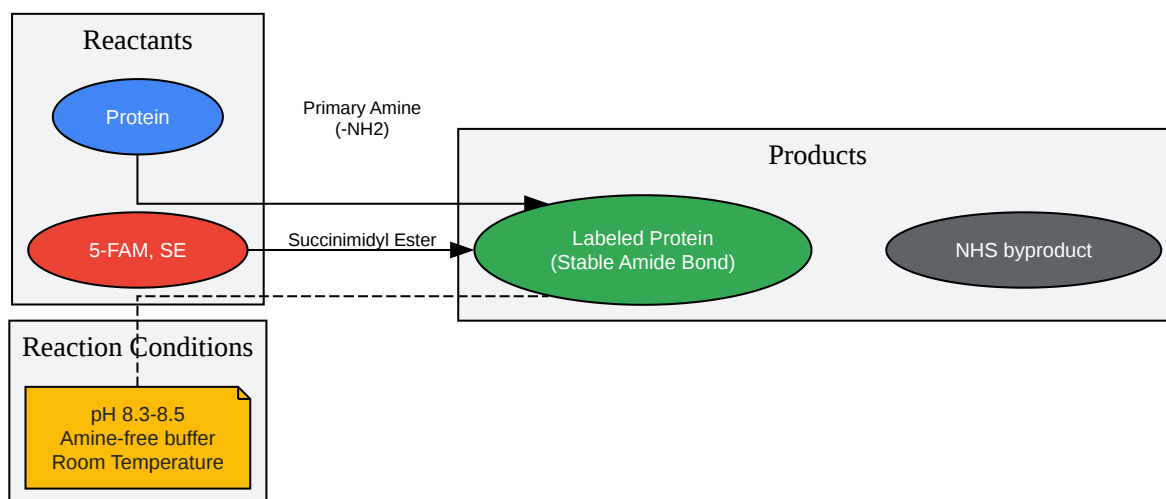 Reactants
Protein
Primary Amine
(-NH2)
Products
5-FAM, SE
Succinimidyl Ester
Labeled Protein
(Stable Amide Bond)
NHS byproduct
Reaction Conditions
pH 8.3-8.5
Amine-free buffer
Room Temperature